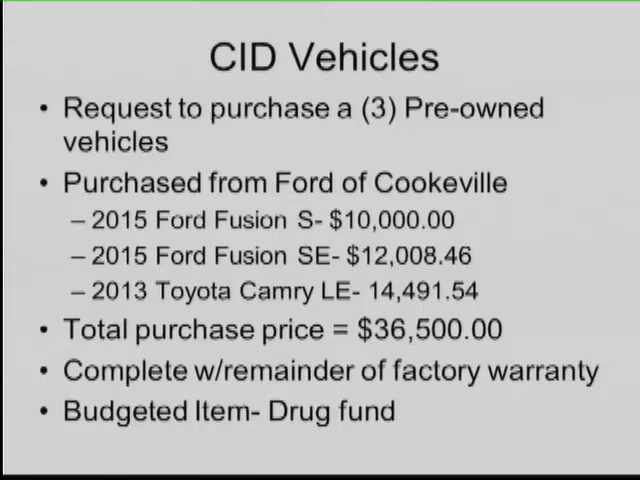 CID Vehicles
• Request to purchase a (3) Pre-owned
vehicles
• Purchased from Ford of Cookeville
– 2015 Ford Fusion S- $10,000.00
– 2015 Ford Fusion SE- $12,008.46
– 2013 Toyota Camry LE- 14,491.54
• Total purchase price = $36,500.00
• Complete w/remainder of factory warranty
• Budgeted Item- Drug fund